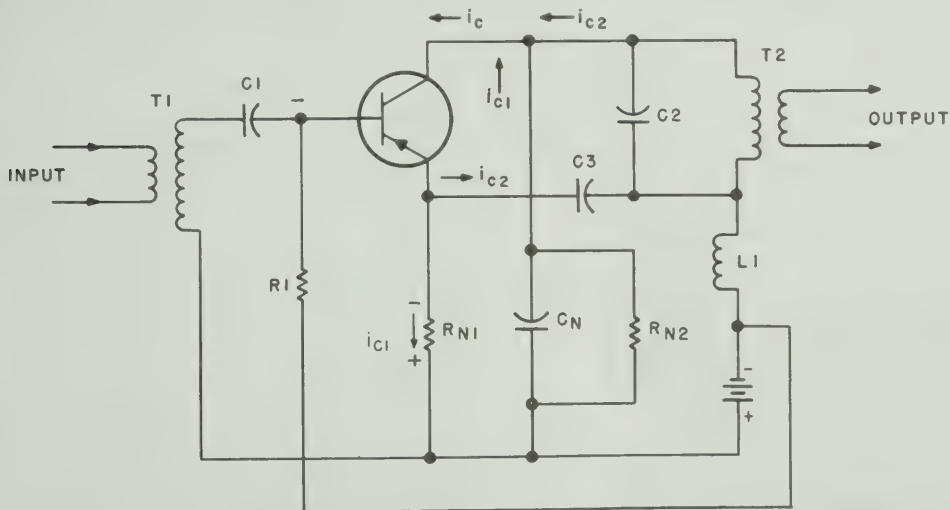 i_c
i_c2
T2
i_c1
C1
T1
C2
OUTPUT
C3
INPUT
i_c2
L1
R1
i_C1
R_N1
C_N
R_N2